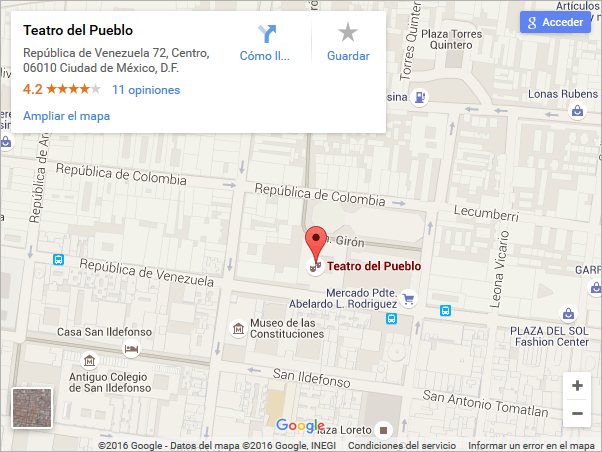 Teatro del Pueblo
República de Venezuela 72, Centro,
06010 Ciudad de México, D.F.
4.2 11 opiniones
Ampliar el mapa
Cómo ll...
Guardar
Acceder
Artículos
PLAZA Torres
Quintero
Torres Quintero
Lonas Rubens
sina
República de Colombia
República de Colombia
Lecumberri
n. Girón
Teatro del Pueblo
Leona Vicario
GARF
República de Venezuela
Mercado Pdte.
Abelardo L. Rodriguez
PLAZA DEL SOL
Fashion Center
Museo de las
Constituciones
Casa San Ildefonso
Antiguo Colegio
de San Ildefonso
San Ildefonso
San Antonio Tomatlan
Google
Plaza Loreto
+
−
©2016 Google - Datos del mapa ©2016 Google, INEGI Condiciones del servicio Informar un error en el mapa